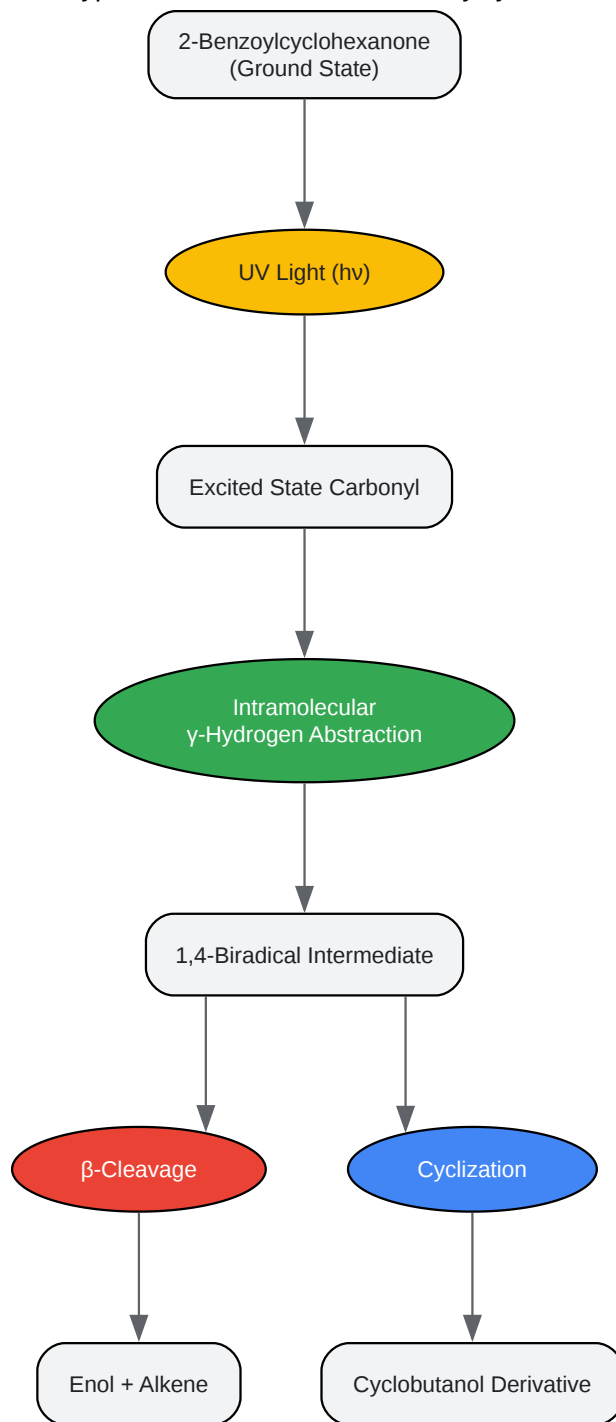 2-Benzoylcyclohexanone
(Ground State)
UV Light (hν)
Excited State Carbonyl
Intramolecular
γ-Hydrogen Abstraction
1,4-Biradical Intermediate
β-Cleavage
Cyclization
Enol + Alkene
Cyclobutanol Derivative